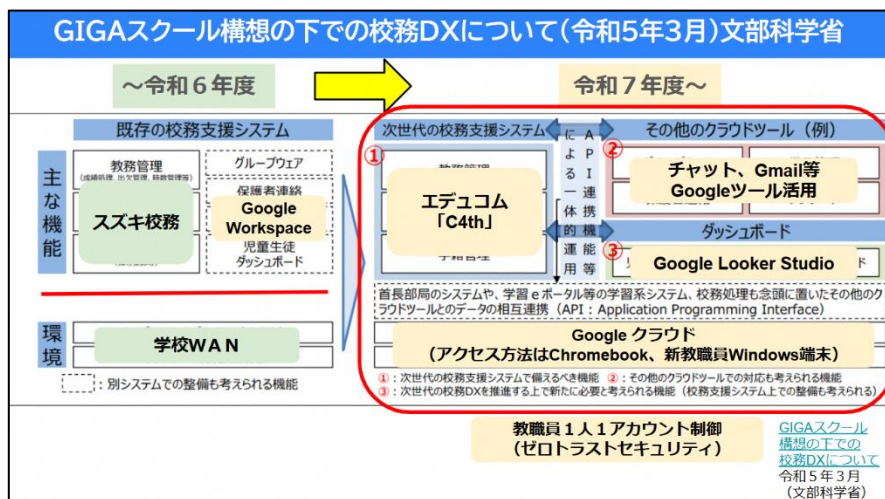 GIGAスクール構想の下での校務DXについて(令和5年3月)文部科学省
～令和６年度
令和７年度～
既存の校務支援システム
主な機能
教務管理
(成績処理、出欠管理、時数管理等)
グループウェア
保護者連絡
スズキ校務
Google
Workspace
児童生徒
ダッシュボード
環境
学校ＷＡＮ
：別システムでの整備も考えられる機能
次世代の校務支援システム
①
エデュコム
「C4th」
学籍管理
API連携機能等
による一体的運用
その他のクラウドツール（例）
②
チャット、Gmail等
Googleツール活用
ダッシュボード
③
Google Looker Studio
首長部局のシステムや、学習ｅポータル等の学習系システム、校務処理も念頭に置いたその他のク
ラウドツールとのデータの相互連携（API：Application Programming Interface）
Google クラウド
（アクセス方法はChromebook、新教職員Windows端末）
①：次世代の校務支援システムで備えるべき機能　②：その他のクラウドツールでの対応も考えられる機能
③：次世代の校務DXを推進する上で新たに必要と考えられる機能（校務支援システム上での整備も考えられる）
教職員１人１アカウント制御
（ゼロトラストセキュリティ）
GIGAスクール
構想の下での
校務DXについて
令和５年３月
（文部科学省）